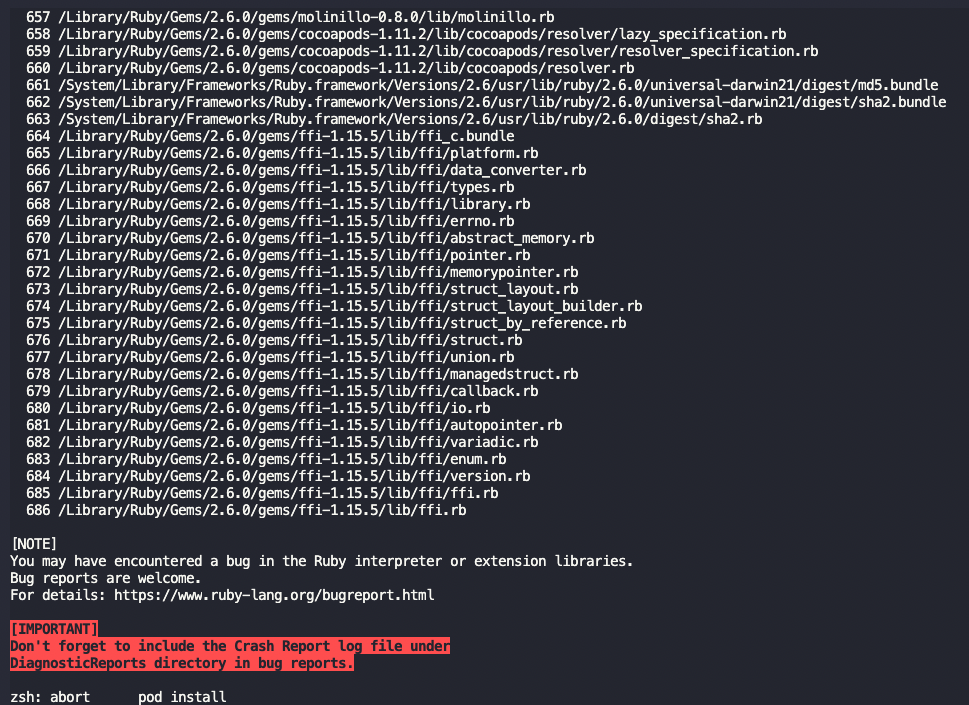 657 /Library/Ruby/Gems/2.6.0/gems/molinillo-0.8.0/lib/molinillo.rb
658 /Library/Ruby/Gems/2.6.0/gems/cocoapods-1.11.2/lib/cocoapods/resolver/lazy_specification.rb
659 /Library/Ruby/Gems/2.6.0/gems/cocoapods-1.11.2/lib/cocoapods/resolver/resolver_specification.rb
660 /Library/Ruby/Gems/2.6.0/gems/cocoapods-1.11.2/lib/cocoapods/resolver.rb
661 /System/Library/Frameworks/Ruby.framework/Versions/2.6/usr/lib/ruby/2.6.0/universal-darwin21/digest/md5.bundle
662 /System/Library/Frameworks/Ruby.framework/Versions/2.6/usr/lib/ruby/2.6.0/universal-darwin21/digest/sha2.bundle
663 /System/Library/Frameworks/Ruby.framework/Versions/2.6/usr/lib/ruby/2.6.0/digest/sha2.rb
664 /Library/Ruby/Gems/2.6.0/gems/ffi-1.15.5/lib/ffi_c.bundle
665 /Library/Ruby/Gems/2.6.0/gems/ffi-1.15.5/lib/ffi/platform.rb
666 /Library/Ruby/Gems/2.6.0/gems/ffi-1.15.5/lib/ffi/data_converter.rb
667 /Library/Ruby/Gems/2.6.0/gems/ffi-1.15.5/lib/ffi/types.rb
668 /Library/Ruby/Gems/2.6.0/gems/ffi-1.15.5/lib/ffi/library.rb
669 /Library/Ruby/Gems/2.6.0/gems/ffi-1.15.5/lib/ffi/errno.rb
670 /Library/Ruby/Gems/2.6.0/gems/ffi-1.15.5/lib/ffi/abstract_memory.rb
671 /Library/Ruby/Gems/2.6.0/gems/ffi-1.15.5/lib/ffi/pointer.rb
672 /Library/Ruby/Gems/2.6.0/gems/ffi-1.15.5/lib/ffi/memorypointer.rb
673 /Library/Ruby/Gems/2.6.0/gems/ffi-1.15.5/lib/ffi/struct_layout.rb
674 /Library/Ruby/Gems/2.6.0/gems/ffi-1.15.5/lib/ffi/struct_layout_builder.rb
675 /Library/Ruby/Gems/2.6.0/gems/ffi-1.15.5/lib/ffi/struct_by_reference.rb
676 /Library/Ruby/Gems/2.6.0/gems/ffi-1.15.5/lib/ffi/struct.rb
677 /Library/Ruby/Gems/2.6.0/gems/ffi-1.15.5/lib/ffi/union.rb
678 /Library/Ruby/Gems/2.6.0/gems/ffi-1.15.5/lib/ffi/managedstruct.rb
679 /Library/Ruby/Gems/2.6.0/gems/ffi-1.15.5/lib/ffi/callback.rb
680 /Library/Ruby/Gems/2.6.0/gems/ffi-1.15.5/lib/ffi/io.rb
681 /Library/Ruby/Gems/2.6.0/gems/ffi-1.15.5/lib/ffi/autopointer.rb
682 /Library/Ruby/Gems/2.6.0/gems/ffi-1.15.5/lib/ffi/variadic.rb
683 /Library/Ruby/Gems/2.6.0/gems/ffi-1.15.5/lib/ffi/enum.rb
684 /Library/Ruby/Gems/2.6.0/gems/ffi-1.15.5/lib/ffi/version.rb
685 /Library/Ruby/Gems/2.6.0/gems/ffi-1.15.5/lib/ffi/ffi.rb
686 /Library/Ruby/Gems/2.6.0/gems/ffi-1.15.5/lib/ffi.rb
[NOTE]
You may have encountered a bug in the Ruby interpreter or extension libraries.
Bug reports are welcome.
For details: https://www.ruby-lang.org/bugreport.html
[IMPORTANT]
Don't forget to include the Crash Report log file under
DiagnosticReports directory in bug reports.
zsh: abort      pod install